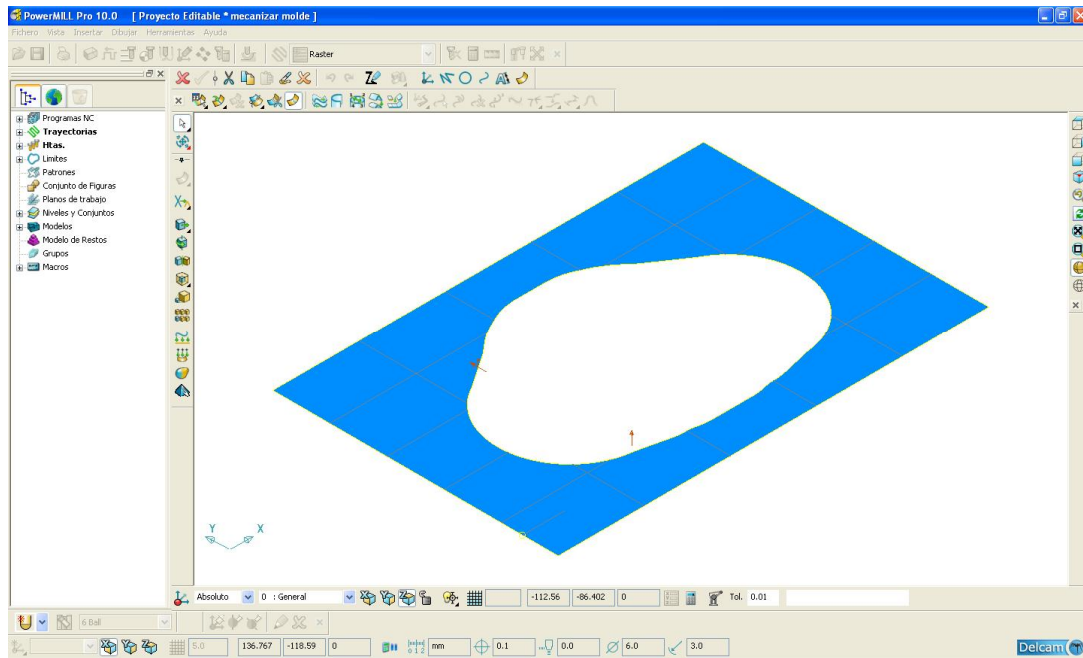 PowerMILL Pro 10.0 [ Proyecto Editable * mecanizar molde ]
Fichero Vista Insertar Dibujar Herramientas Ayuda
Raster
Programas NC
Trayectorias
Htas.
Limites
Patrones
Conjunto de Figuras
Planos de trabajo
Niveles y Conjuntos
Modelos
Modelo de Restos
Grupos
Macros
Y X
Absoluto 0 : General -112.56 -86.402 0 Tol. 0.01
6 Ball
5.0 136.767 -118.59 0 mm 0.1 0.0 6.0 3.0
Delcam